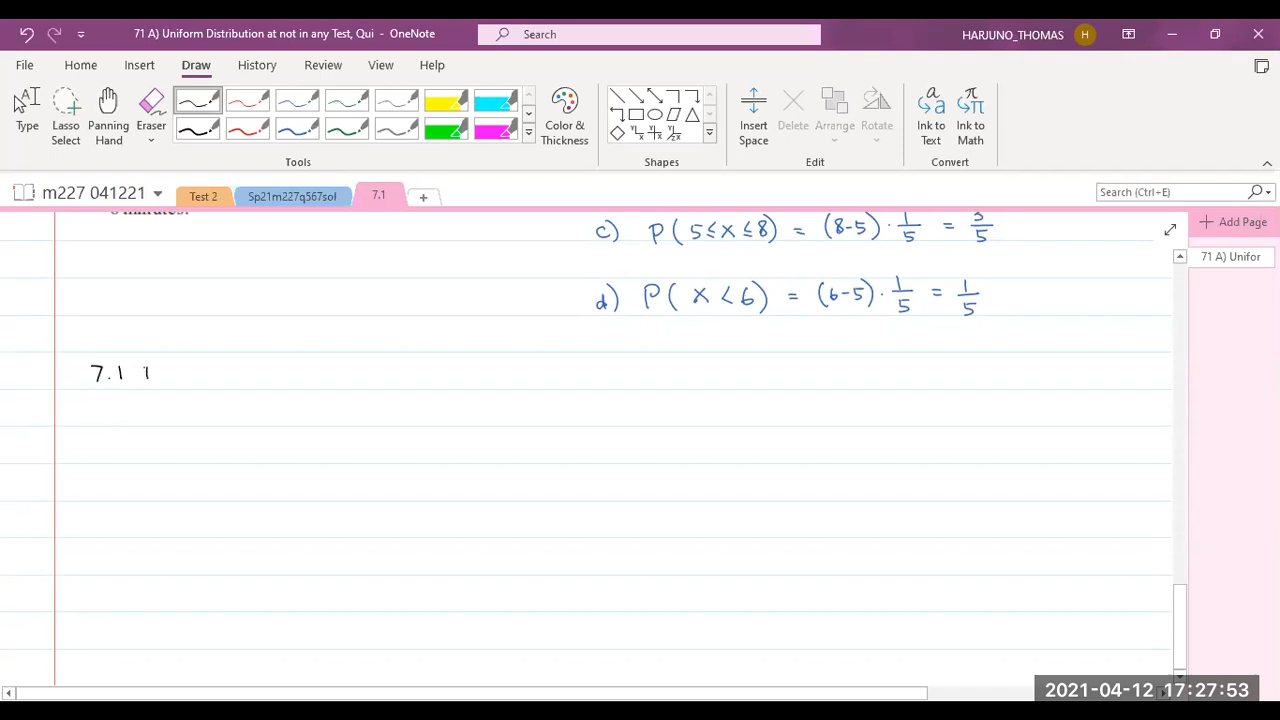 71 A) Uniform Distribution at not in any Test, Qui - OneNote
Search
HARJUNO_THOMAS
H
File Home Insert Draw History Review View Help
Type
Lasso Select
Panning Hand
Eraser
Color & Thickness
Insert Space
Delete
Arrange
Rotate
Ink to Text
Ink to Math
Tools
Shapes
Edit
Convert
m227 041221
Test 2
Sp21m227q567sol
7.1
Search (Ctrl+E)
Add Page
71 A) Unifor
minutes.
c) P( 5 ≤ X ≤ 8) = (8-5) · 1/5 = 3/5
d) P( X < 6) = (6-5) · 1/5 = 1/5
7.1
2021-04-12 17:27:53